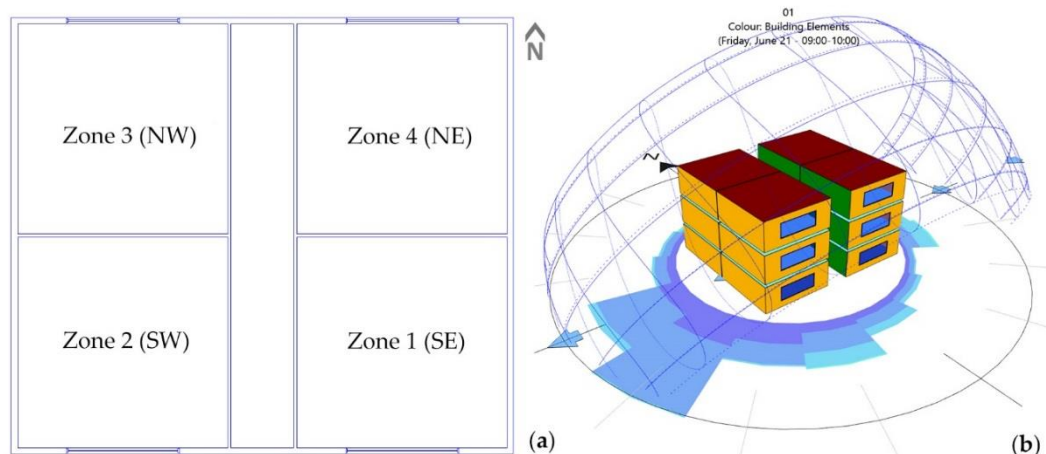 01
Colour: Building Elements
(Friday, June 21 - 09:00-10:00)
N
Zone 3 (NW)
Zone 4 (NE)
Zone 2 (SW)
Zone 1 (SE)
(a)
(b)